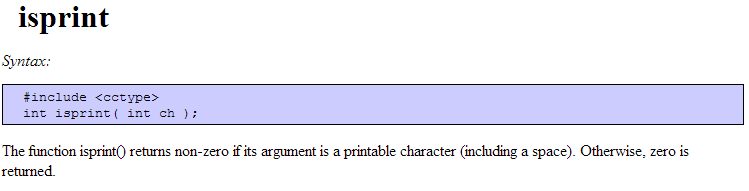 isprint
Syntax:
#include <cctype>
int isprint( int ch );
The function isprint() returns non-zero if its argument is a printable character (including a space). Otherwise, zero is
returned.